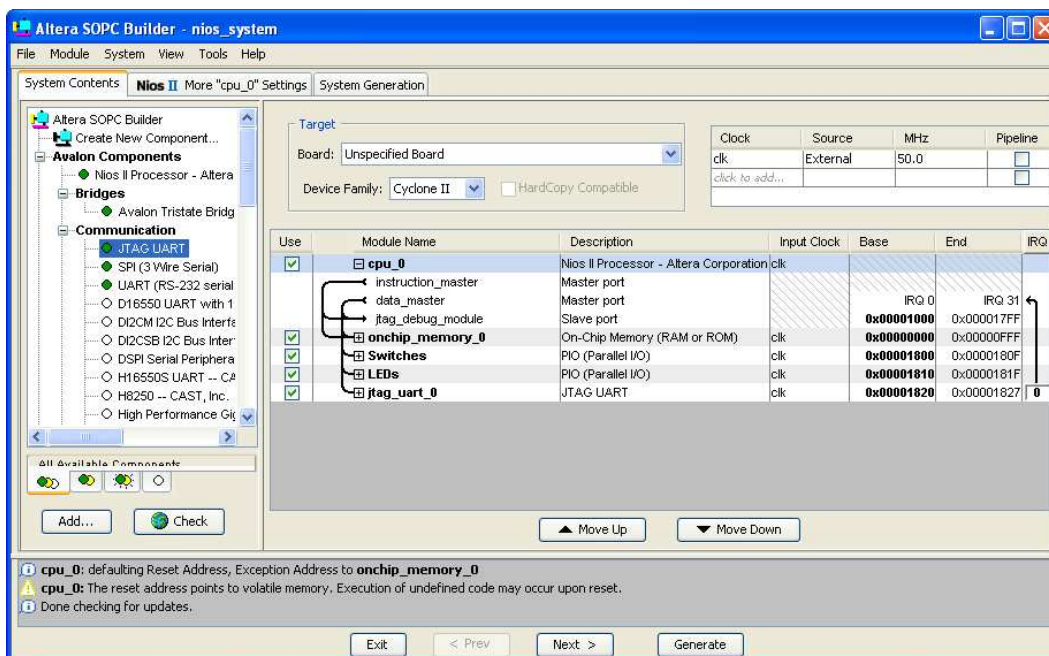 Altera SOPC Builder - nios_system
File Module System View Tools Help
System Contents Nios II More "cpu_0" Settings System Generation
Altera SOPC Builder
Create New Component...
Avalon Components
Nios II Processor - Altera
Bridges
Avalon Tristate Bridg
Communication
JTAG UART
SPI (3 Wire Serial)
UART (RS-232 serial
D16550 UART with 1
DI2CM I2C Bus Interfa
DI2CSB I2C Bus Inter
DSPI Serial Periphera
H16550S UART -- CA
H8250 -- CAST, Inc.
High Performance Gig
All Available Components
Add... Check
Target
Board: Unspecified Board
Device Family: Cyclone II HardCopy Compatible
Clock Source MHz Pipeline
clk External 50.0
click to add...
Use Module Name Description Input Clock Base End IRQ
cpu_0 Nios II Processor - Altera Corporation clk
instruction_master Master port
data_master Master port IRQ 0 IRQ 31
jtag_debug_module Slave port 0x00001000 0x000017FF
onchip_memory_0 On-Chip Memory (RAM or ROM) clk 0x00000000 0x00000FFF
Switches PIO (Parallel I/O) clk 0x00001800 0x0000180F
LEDs PIO (Parallel I/O) clk 0x00001810 0x0000181F
jtag_uart_0 JTAG UART clk 0x00001820 0x00001827 0
Move Up Move Down
cpu_0: defaulting Reset Address, Exception Address to onchip_memory_0
cpu_0: The reset address points to volatile memory. Execution of undefined code may occur upon reset.
Done checking for updates.
Exit < Prev Next > Generate